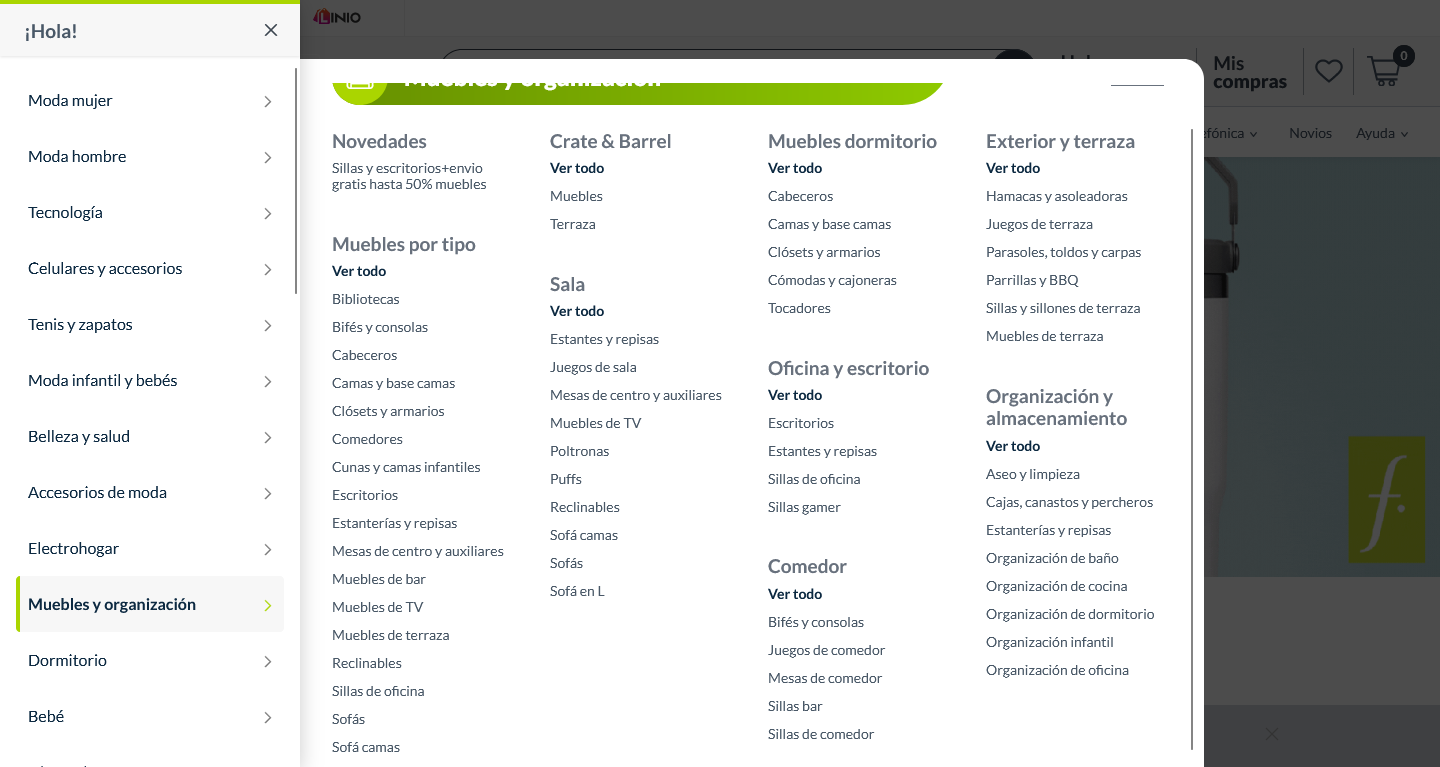 LINIO
¡Hola!
Mis
compras
0
efónica
Novios
Ayuda
Moda mujer
Moda hombre
Tecnología
Celulares y accesorios
Tenis y zapatos
Moda infantil y bebés
Belleza y salud
Accesorios de moda
Electrohogar
Muebles y organización
Dormitorio
Bebé
Muebles y organización
Novedades
Sillas y escritorios+envio
gratis hasta 50% muebles
Muebles por tipo
Ver todo
Bibliotecas
Bifés y consolas
Cabeceros
Camas y base camas
Clósets y armarios
Comedores
Cunas y camas infantiles
Escritorios
Estanterías y repisas
Mesas de centro y auxiliares
Muebles de bar
Muebles de TV
Muebles de terraza
Reclinables
Sillas de oficina
Sofás
Sofá camas
Crate & Barrel
Ver todo
Muebles
Terraza
Sala
Ver todo
Estantes y repisas
Juegos de sala
Mesas de centro y auxiliares
Muebles de TV
Poltronas
Puffs
Reclinables
Sofá camas
Sofás
Sofá en L
Muebles dormitorio
Ver todo
Cabeceros
Camas y base camas
Clósets y armarios
Cómodas y cajoneras
Tocadores
Oficina y escritorio
Ver todo
Escritorios
Estantes y repisas
Sillas de oficina
Sillas gamer
Comedor
Ver todo
Bifés y consolas
Juegos de comedor
Mesas de comedor
Sillas bar
Sillas de comedor
Exterior y terraza
Ver todo
Hamacas y asoleadoras
Juegos de terraza
Parasoles, toldos y carpas
Parrillas y BBQ
Sillas y sillones de terraza
Muebles de terraza
Organización y
almacenamiento
Ver todo
Aseo y limpieza
Cajas, canastos y percheros
Estanterías y repisas
Organización de baño
Organización de cocina
Organización de dormitorio
Organización infantil
Organización de oficina
f.